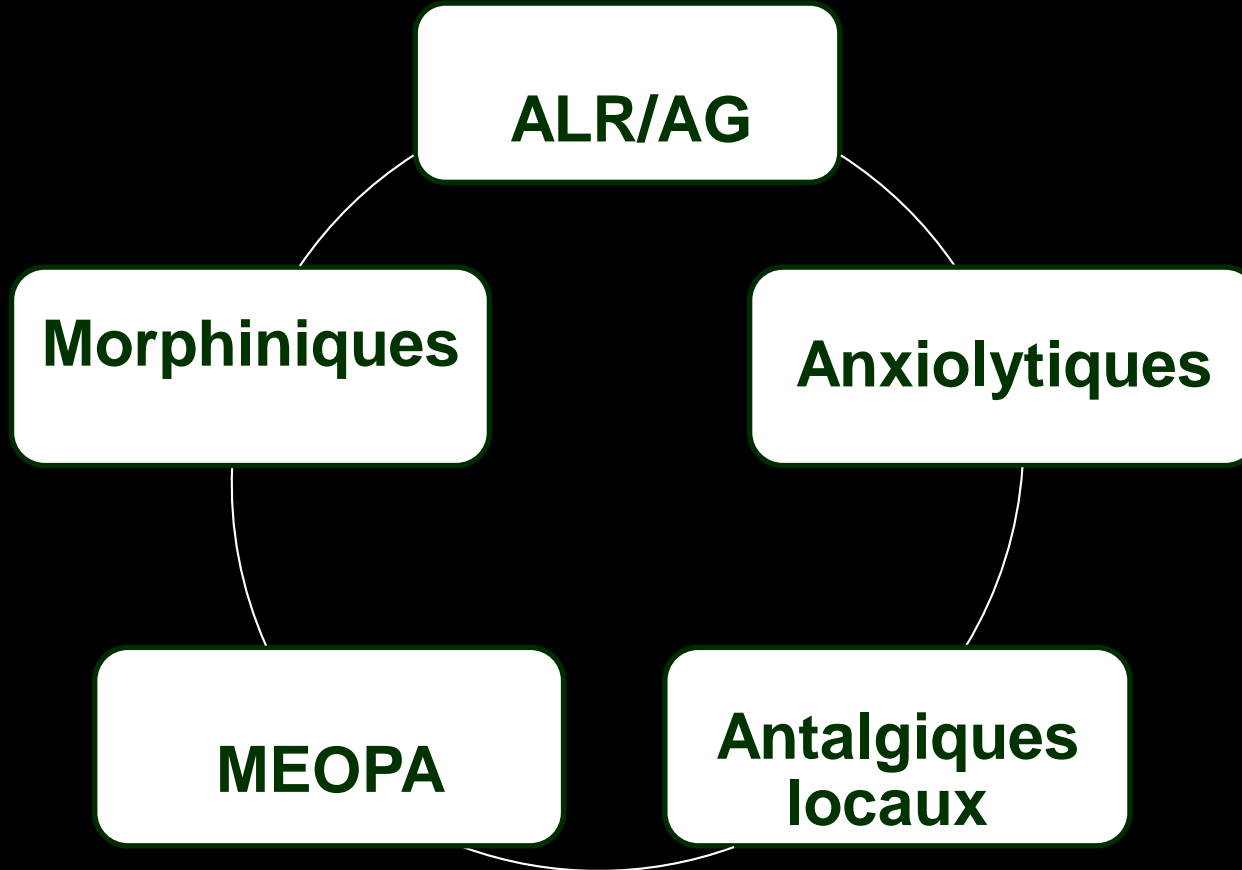 ALR/AG
Morphiniques
Anxiolytiques
MEOPA
Antalgiques
locaux